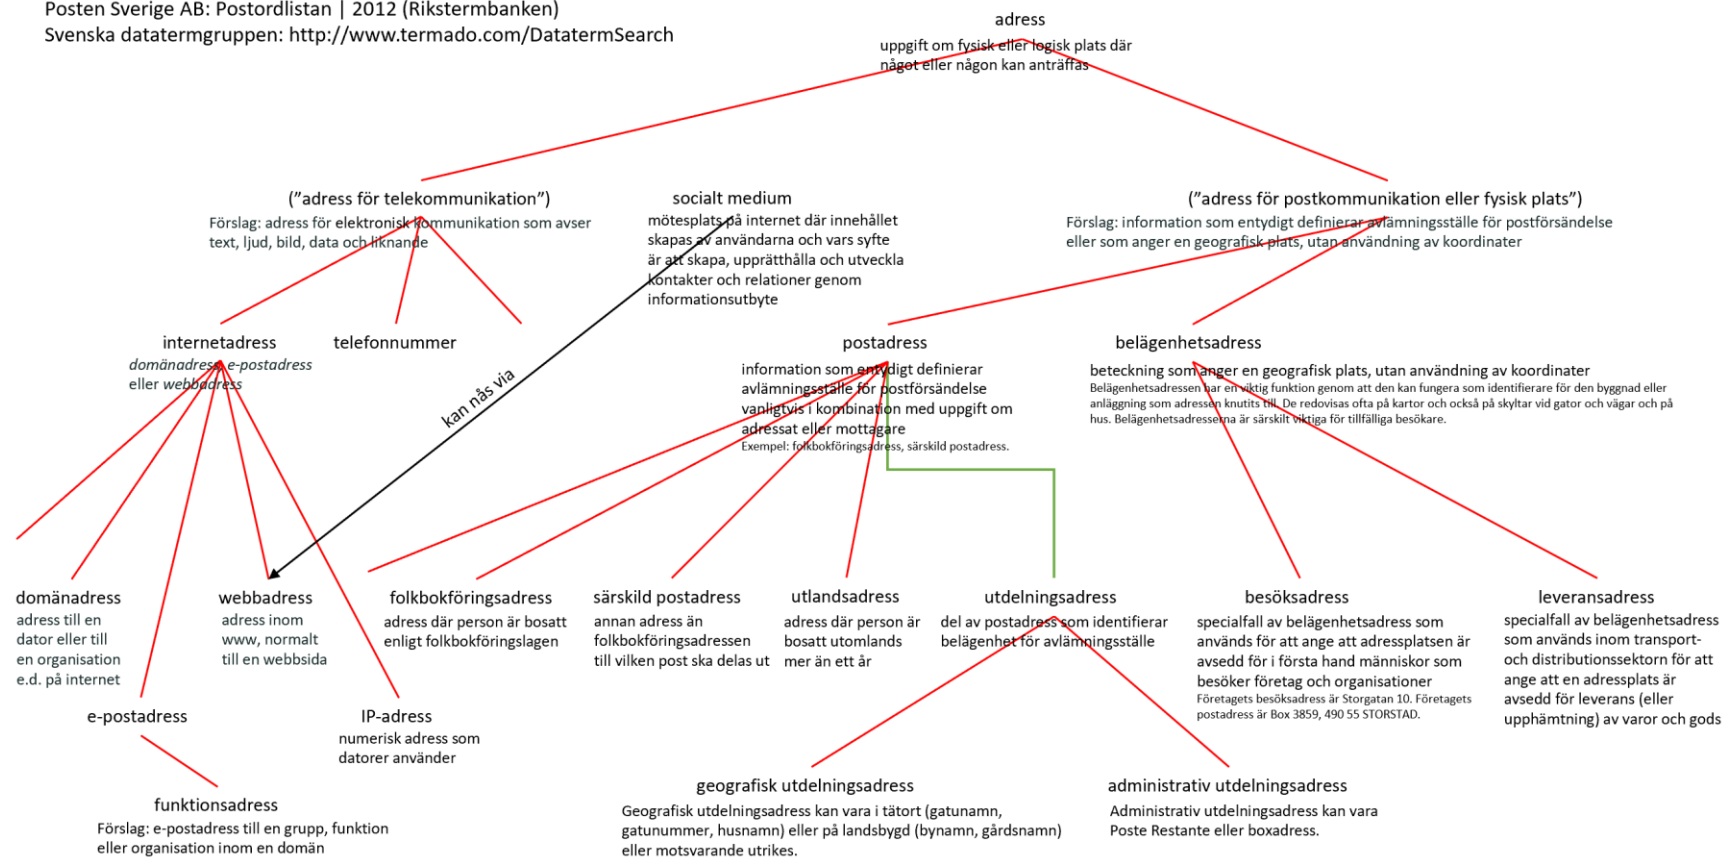 Posten Sverige AB: Postordlistan | 2012 (Rikstermbanken)
Svenska datatermgruppen: http://www.termado.com/DatatermSearch
adress
uppgift om fysisk eller logisk plats där
något eller någon kan anträffas
("adress för telekommunikation")
Förslag: adress för elektronisk kommunikation som avser
text, ljud, bild, data och liknande
socialt medium
mötesplats på internet där innehållet
skapas av användarna och vars syfte
är att skapa, upprätthålla och utveckla
kontakter och relationer genom
informationsutbyte
("adress för postkommunikation eller fysisk plats")
Förslag: information som entydigt definierar avlämningsställe för postförsändelse
eller som anger en geografisk plats, utan användning av koordinater
internetadress
domänadress, e-postadress
eller webbadress
telefonnummer
kan nås via
postadress
information som entydigt definierar
avlämningsställe för postförsändelse
vanligtvis i kombination med uppgift om
adressat eller mottagare
Exempel: folkbokföringsadress, särskild postadress.
belägenhetsadress
beteckning som anger en geografisk plats, utan användning av koordinater
Belägenhetsadressen har en viktig funktion genom att den kan fungera som identifierare för den byggnad eller
anläggning som adressen knutits till. De redovisas ofta på kartor och också på skyltar vid gator och vägar och på
hus. Belägenhetsadresserna är särskilt viktiga för tillfälliga besökare.
domänadress
adress till en
dator eller till
en organisation
e.d. på internet
webbadress
adress inom
www, normalt
till en webbsida
folkbokföringsadress
adress där person är bosatt
enligt folkbokföringslagen
särskild postadress
annan adress än
folkbokföringsadressen
till vilken post ska delas ut
utlandsadress
adress där person är
bosatt utomlands
mer än ett år
utdelningsadress
del av postadress som identifierar
belägenhet för avlämningsställe
besöksadress
specialfall av belägenhetsadress som
används för att ange att adressplatsen är
avsedd för i första hand människor som
besöker företag och organisationer
Företagets besöksadress är Storgatan 10. Företagets
postadress är Box 3859, 490 55 STORSTAD.
leveransadress
specialfall av belägenhetsadress
som används inom transport-
och distributionssektorn för att
ange att en adressplats är
avsedd för leverans (eller
upphämtning) av varor och gods
e-postadress
IP-adress
numerisk adress som
datorer använder
funktionsadress
Förslag: e-postadress till en grupp, funktion
eller organisation inom en domän
geografisk utdelningsadress
Geografisk utdelningsadress kan vara i tätort (gatunamn,
gatunummer, husnamn) eller på landsbygd (bynamn, gårdsnamn)
eller motsvarande utrikes.
administrativ utdelningsadress
Administrativ utdelningsadress kan vara
Poste Restante eller boxadress.